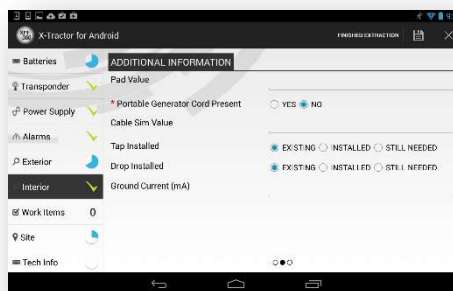 X-Tractor for Android
FINISHED EXTRACTION
Batteries
ADDITIONAL INFORMATION
Transponder
Pad Value
Power Supply
* Portable Generator Cord Present
YES NO
Cable Sim Value
Alarms
Tap Installed
EXISTING INSTALLED STILL NEEDED
Exterior
Drop Installed
EXISTING INSTALLED STILL NEEDED
Interior
Ground Current (mA)
Work Items 0
Site
Tech Info